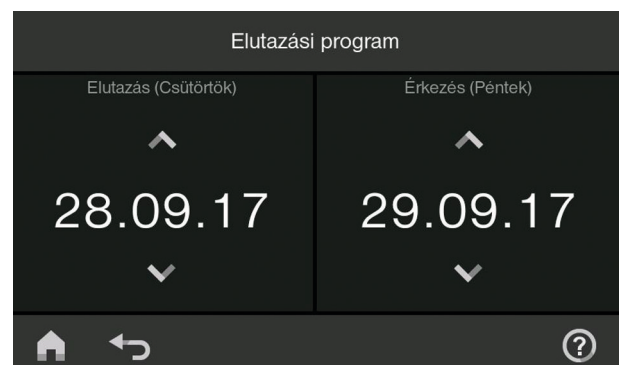 Elutazási program
Elutazás (Csütörtök)
Érkezés (Péntek)
28.09.17
29.09.17
?